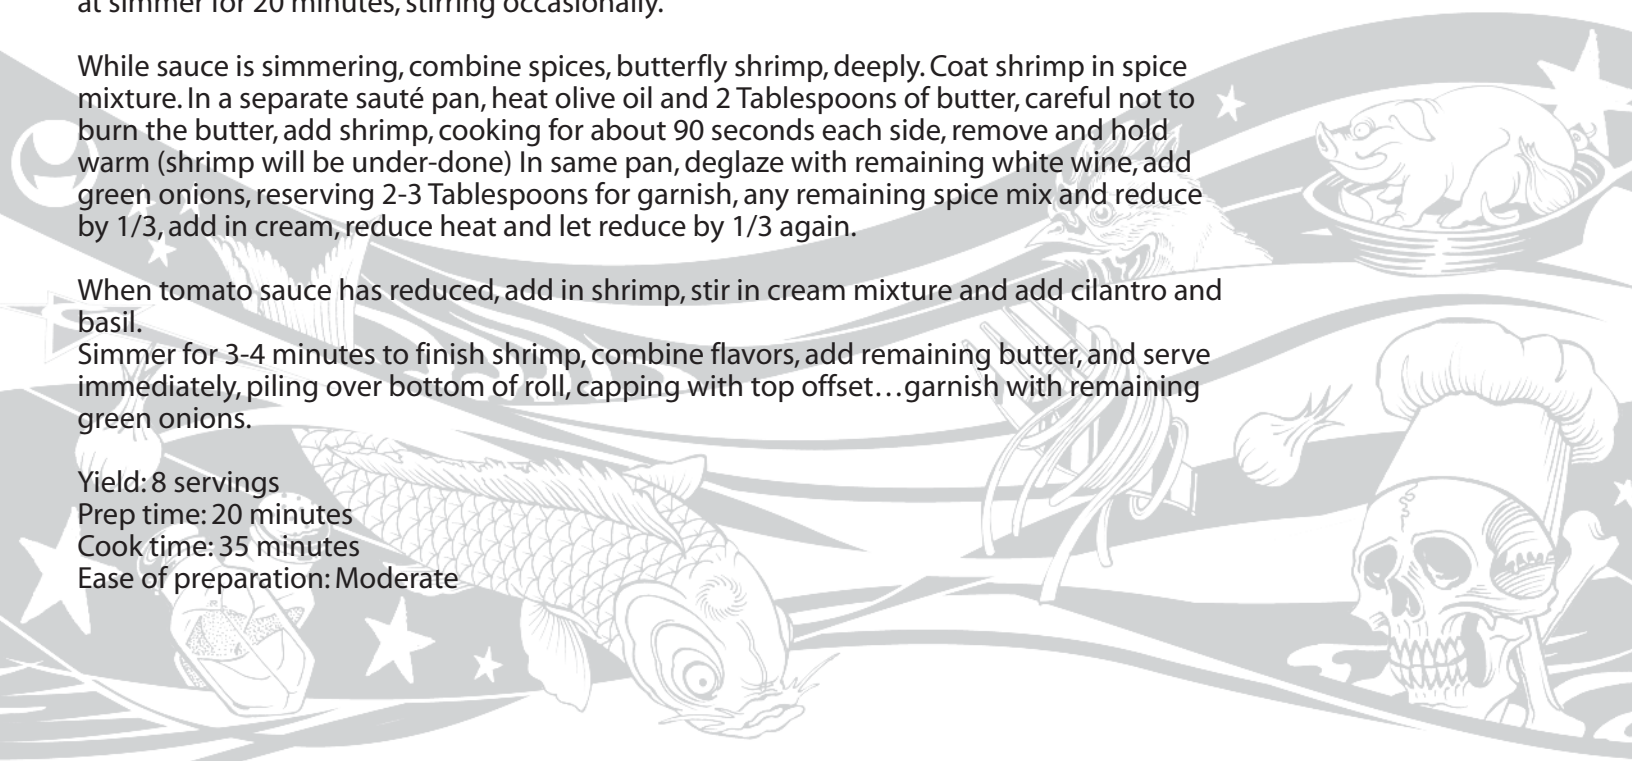 at simmer for 20 minutes, stirring occasionally.
While sauce is simmering, combine spices, butterfly shrimp, deeply. Coat shrimp in spice
mixture. In a separate sauté pan, heat olive oil and 2 Tablespoons of butter, careful not to
burn the butter, add shrimp, cooking for about 90 seconds each side, remove and hold
warm (shrimp will be under-done) In same pan, deglaze with remaining white wine, add
green onions, reserving 2-3 Tablespoons for garnish, any remaining spice mix and reduce
by 1/3, add in cream, reduce heat and let reduce by 1/3 again.
When tomato sauce has reduced, add in shrimp, stir in cream mixture and add cilantro and
basil.
Simmer for 3-4 minutes to finish shrimp, combine flavors, add remaining butter, and serve
immediately, piling over bottom of roll, capping with top offset…garnish with remaining
green onions.
Yield: 8 servings
Prep time: 20 minutes
Cook time: 35 minutes
Ease of preparation: Moderate